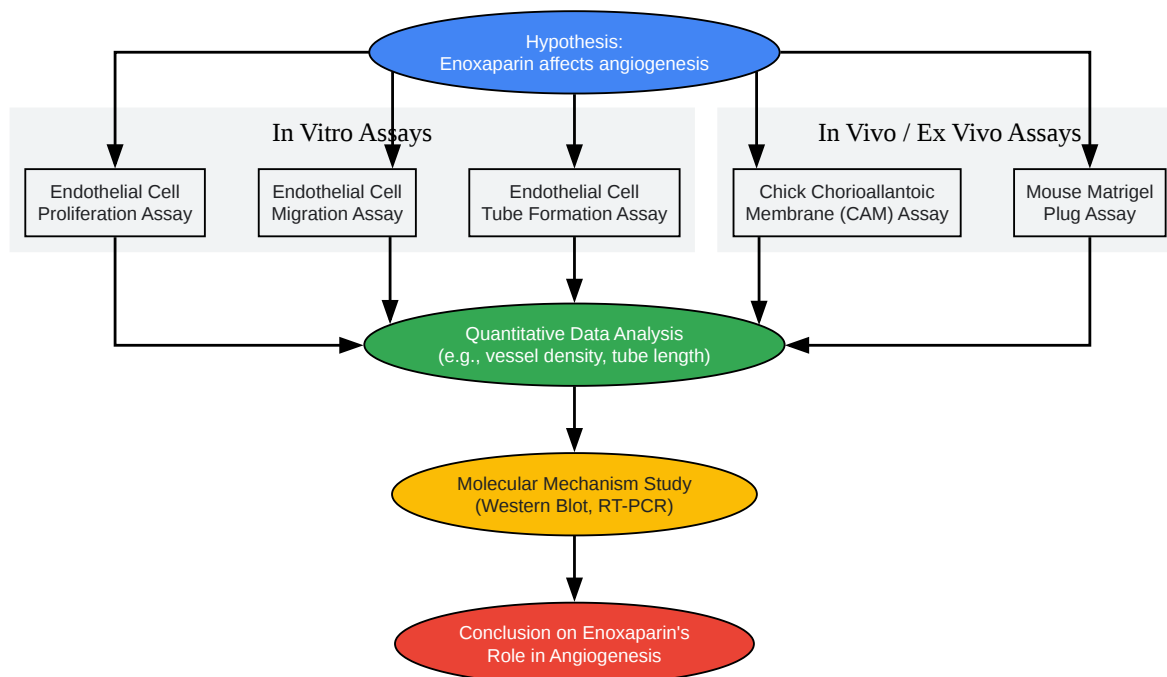 Hypothesis:
Enoxaparin affects angiogenesis
In Vitro Assays
In Vivo / Ex Vivo Assays
Endothelial Cell
Proliferation Assay
Endothelial Cell
Migration Assay
Endothelial Cell
Tube Formation Assay
Chick Chorioallantoic
Membrane (CAM) Assay
Mouse Matrigel
Plug Assay
Quantitative Data Analysis
(e.g., vessel density, tube length)
Molecular Mechanism Study
(Western Blot, RT-PCR)
Conclusion on Enoxaparin's
Role in Angiogenesis